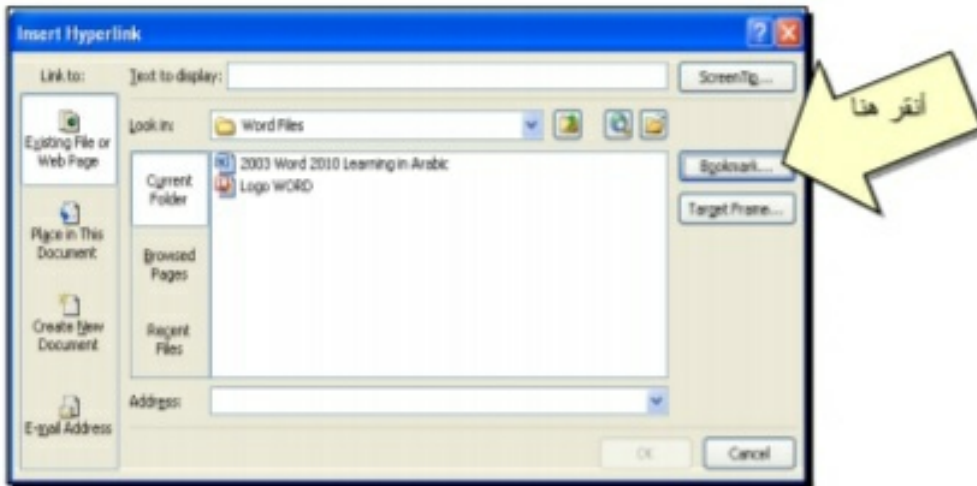 Insert Hyperlink
Link to:
Text to display:
ScreenTip...
أنقر هنا
Existing File or
Web Page
Look in:
Word Files
Current
Folder
2003 Word 2010 Learning in Arabic
Logo WORD
Bookmark...
Target Frame...
Place in This
Document
Browsed
Pages
Create New
Document
Recent
Files
Address:
E-mail Address
OK
Cancel